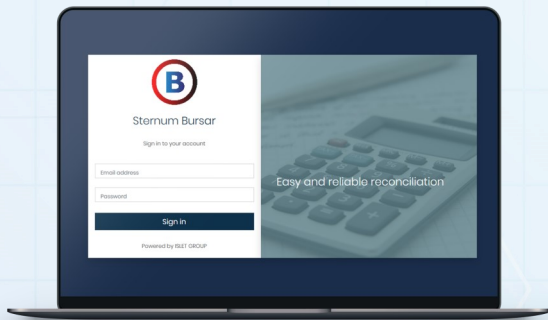 B
Sternum Bursar
Sign in to your account
Email address
Password
Sign in
Powered by ISLET GROUP
Easy and reliable reconciliation